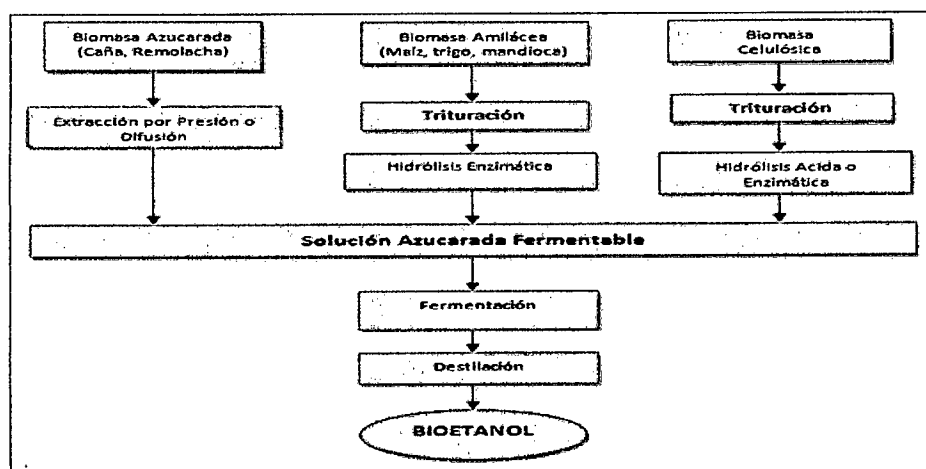 Biomasa Azucarada
(Caña, Remolacha)
Extracción por Presión o
Difusión
Biomasa Amilácea
(Maíz, trigo, mandioca)
Trituración
Hidrólisis Enzimática
Biomasa
Celulósica
Trituración
Hidrólisis Acida o
Enzimática
Solución Azucarada Fermentable
Fermentación
Destilación
BIOETANOL